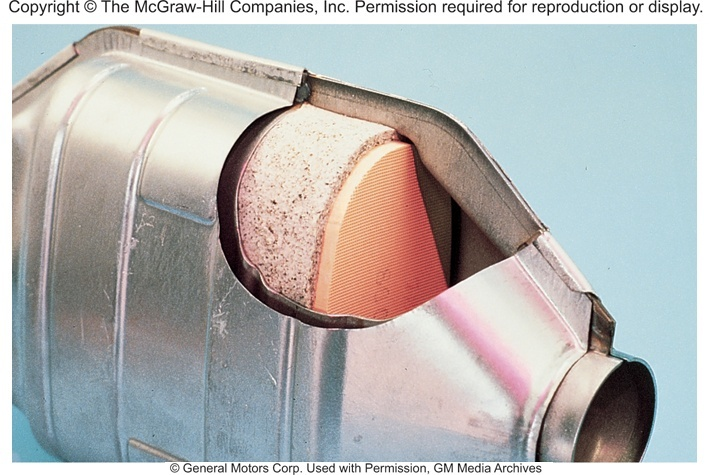 Copyright © The McGraw-Hill Companies, Inc. Permission required for reproduction or display.
© General Motors Corp. Used with Permission, GM Media Archives